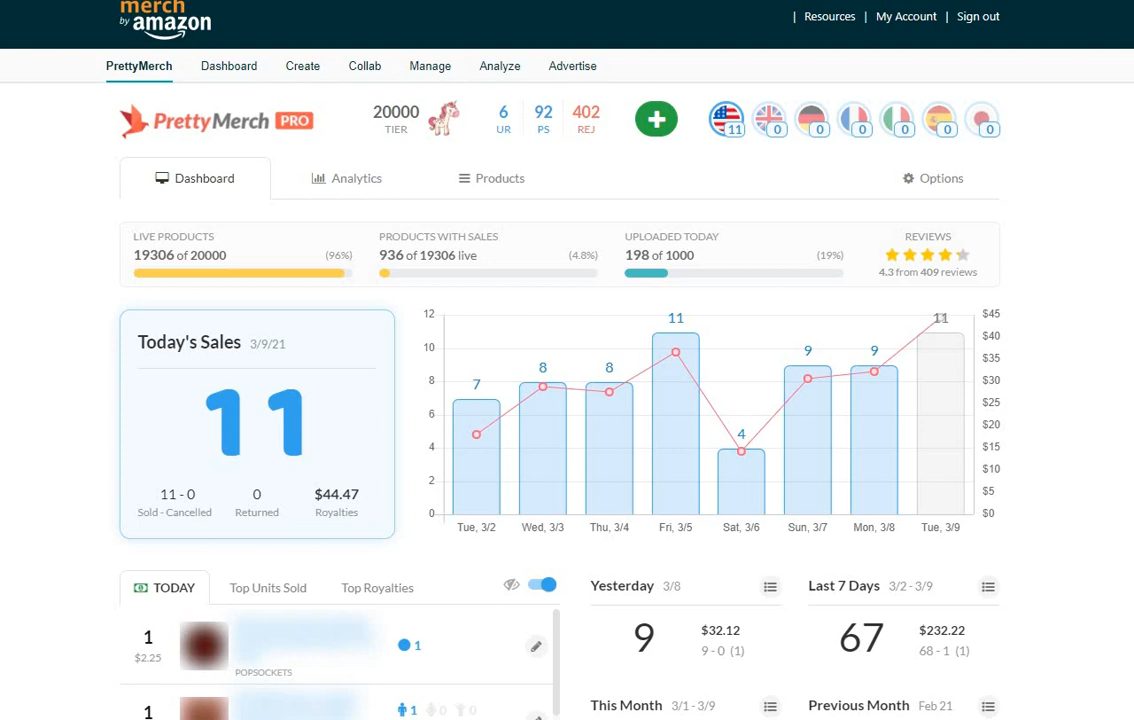 merch
by amazon
| Resources | My Account | Sign out
PrettyMerch Dashboard Create Collab Manage Analyze Advertise
PrettyMerch PRO
20000
TIER
6 92 402
UR PS REJ
11 0 0 0 0 0 0
Dashboard Analytics Products Options
LIVE PRODUCTS PRODUCTS WITH SALES UPLOADED TODAY REVIEWS
19306 of 20000 (96%) 936 of 19306 live (4.8%) 198 of 1000 (19%)
4.3 from 409 reviews
Today's Sales 3/9/21
11
11 - 0 0 $44.47
Sold - Cancelled Returned Royalties
12 $45
11 11
$40
10 $35
9 9
8 8
8 $30
7
$25
6
$20
4
4 $15
$10
2
$5
0 $0
Tue, 3/2 Wed, 3/3 Thu, 3/4 Fri, 3/5 Sat, 3/6 Sun, 3/7 Mon, 3/8 Tue, 3/9
TODAY Top Units Sold Top Royalties
1
$2.25
POPSOCKETS
1
1
1 0 0
Yesterday 3/8
9 $32.12
9 - 0 (1)
Last 7 Days 3/2 - 3/9
67 $232.22
68 - 1 (1)
This Month 3/1 - 3/9
Previous Month Feb 21